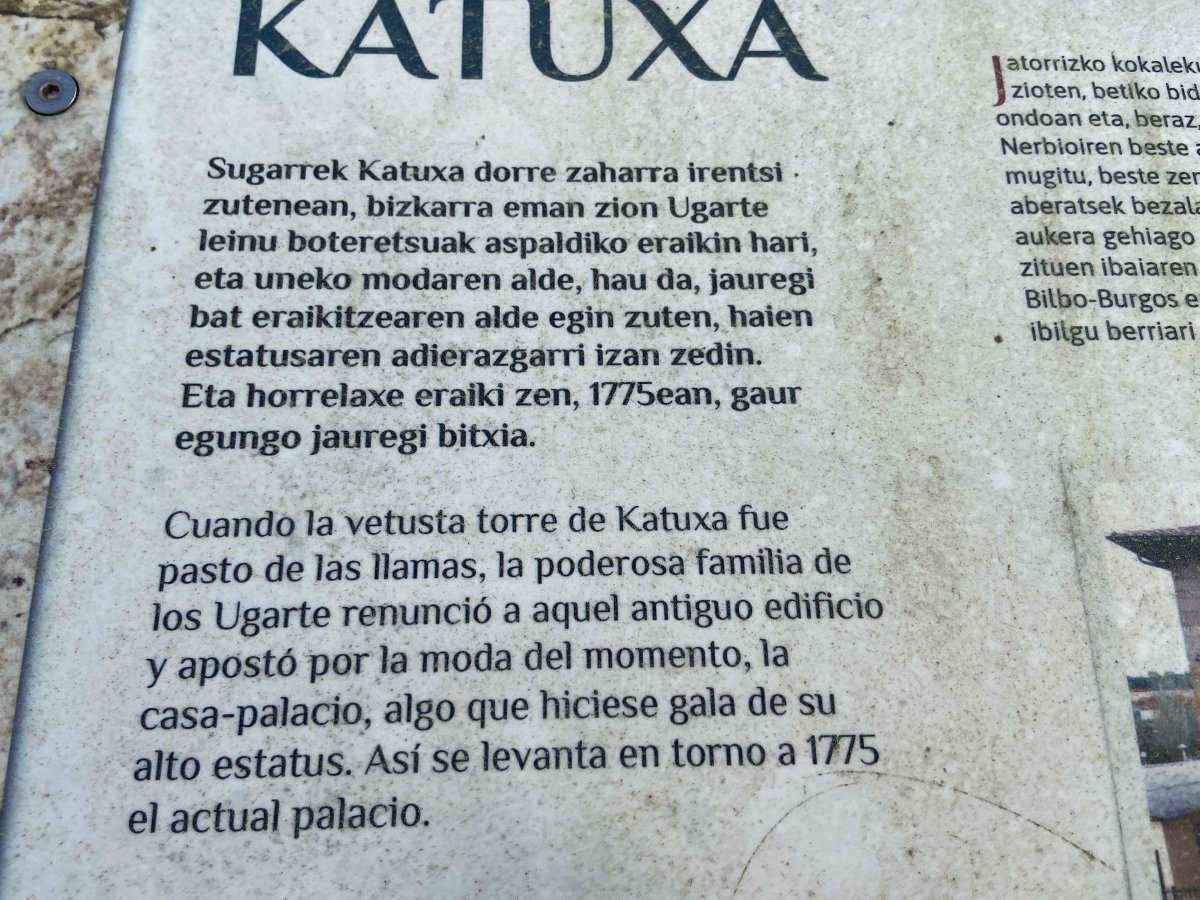 KATUXA
Sugarrek Katuxa dorre zaharra irentsi
zutenean, bizkarra eman zion Ugarte
leinu boteretsuak aspaldiko eraikin hari,
eta uneko modaren alde, hau da, jauregi
bat eraikitzearen alde egin zuten, haien
estatusaren adierazgarri izan zedin.
Eta horrelaxe eraiki zen, 1775ean, gaur
egungo jauregi bitxia.
Cuando la vetusta torre de Katuxa fue
pasto de las llamas, la poderosa familia de
los Ugarte renunció a aquel antiguo edificio
y apostó por la moda del momento, la
casa-palacio, algo que hiciese gala de su
alto estatus. Así se levanta en torno a 1775
el actual palacio.
Jatorrizko
zioten, betiko
ondoan eta, beraz,
Nerbioiren beste
mugitu, beste
aberatsek
aukera gehiago
zituen ibaiaren
Bilbo-Burgos
ibilgu berriari